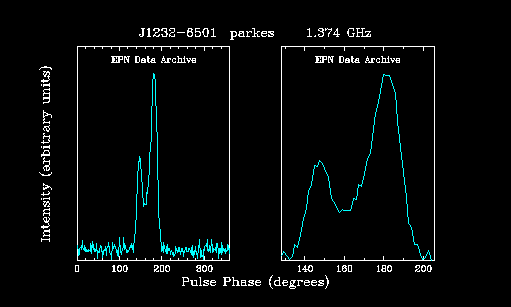 J1232-6501 parkes 1.374 GHz
EPN Data Archive EPN Data Archive
Intensity (arbitrary units)
0 100 200 300 140 160 180 200
Pulse Phase (degrees)